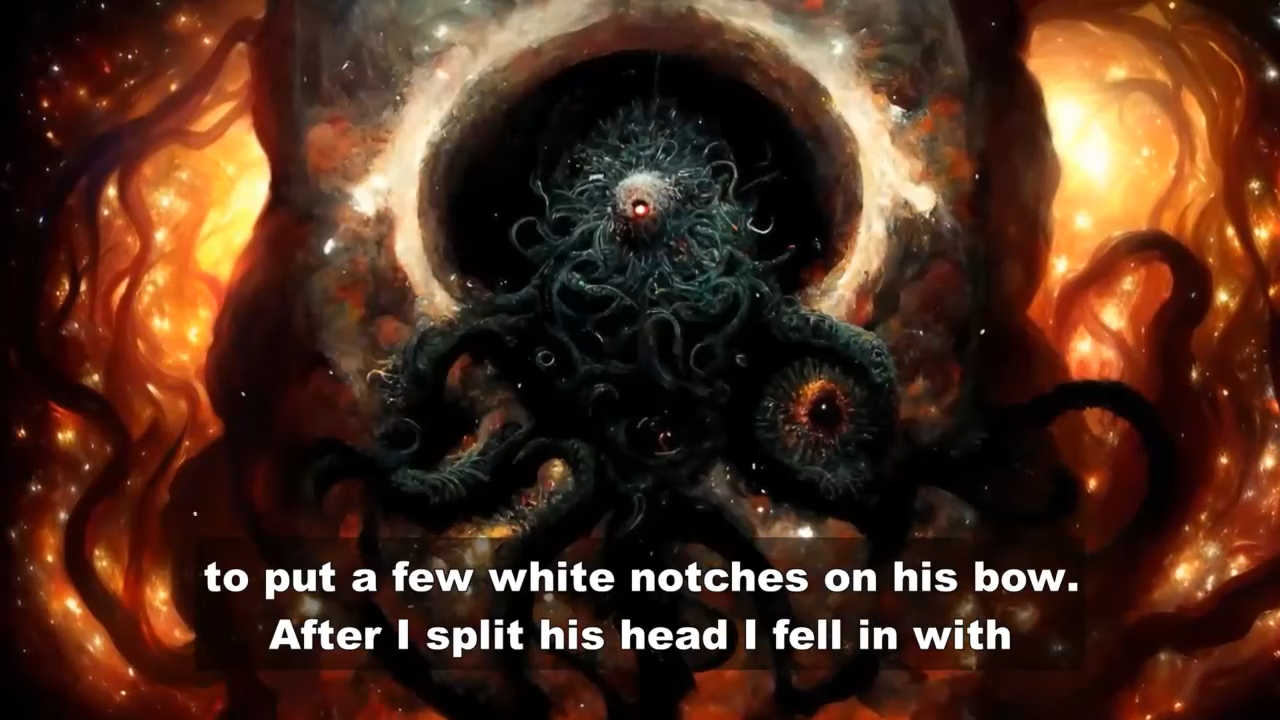 to put a few white notches on his bow.
After I split his head I fell in with